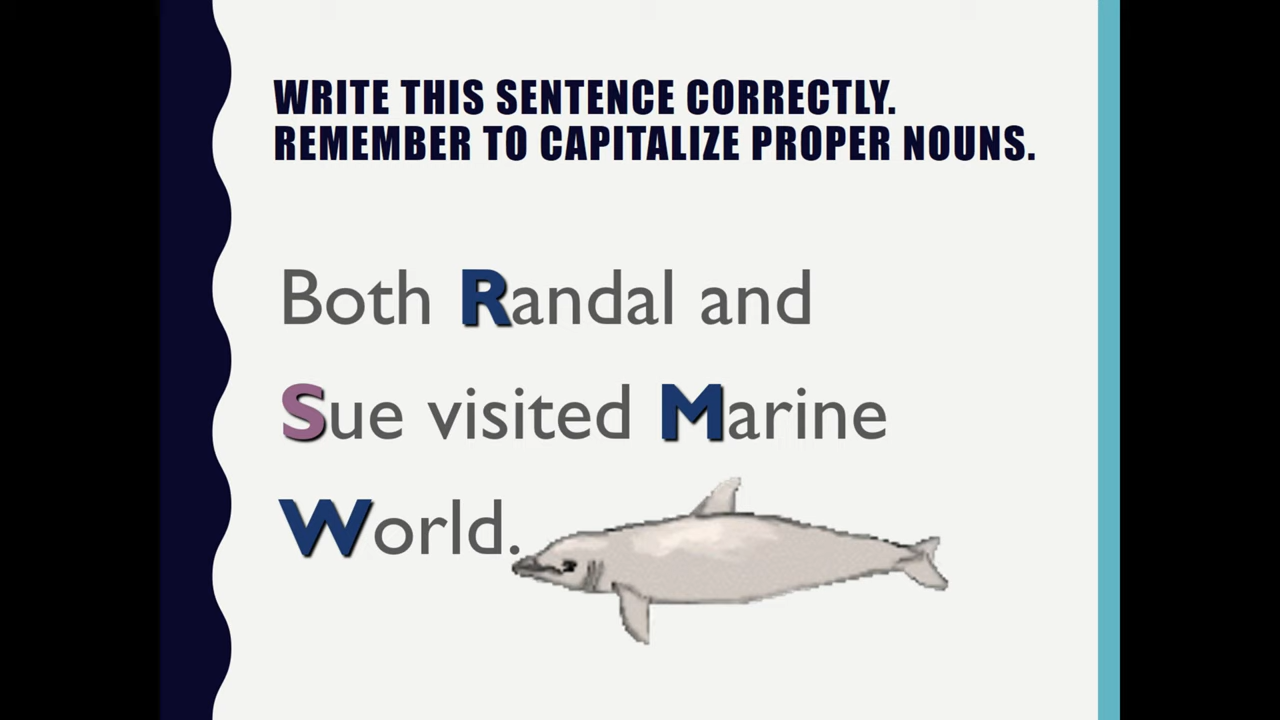 WRITE THIS SENTENCE CORRECTLY.
REMEMBER TO CAPITALIZE PROPER NOUNS.
Both Randal and
Sue visited Marine
World.